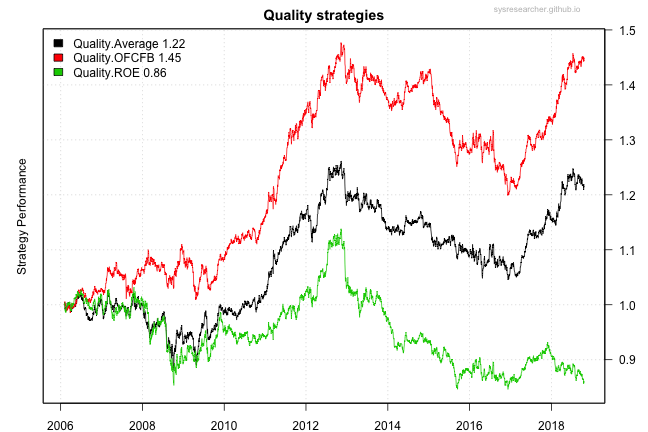 Quality strategies
sysresearcher.github.io
Quality.Average 1.22
Quality.OFCFB 1.45
Quality.ROE 0.86
Strategy Performance
1.5
1.4
1.3
1.2
1.1
1.0
0.9
2006 2008 2010 2012 2014 2016 2018